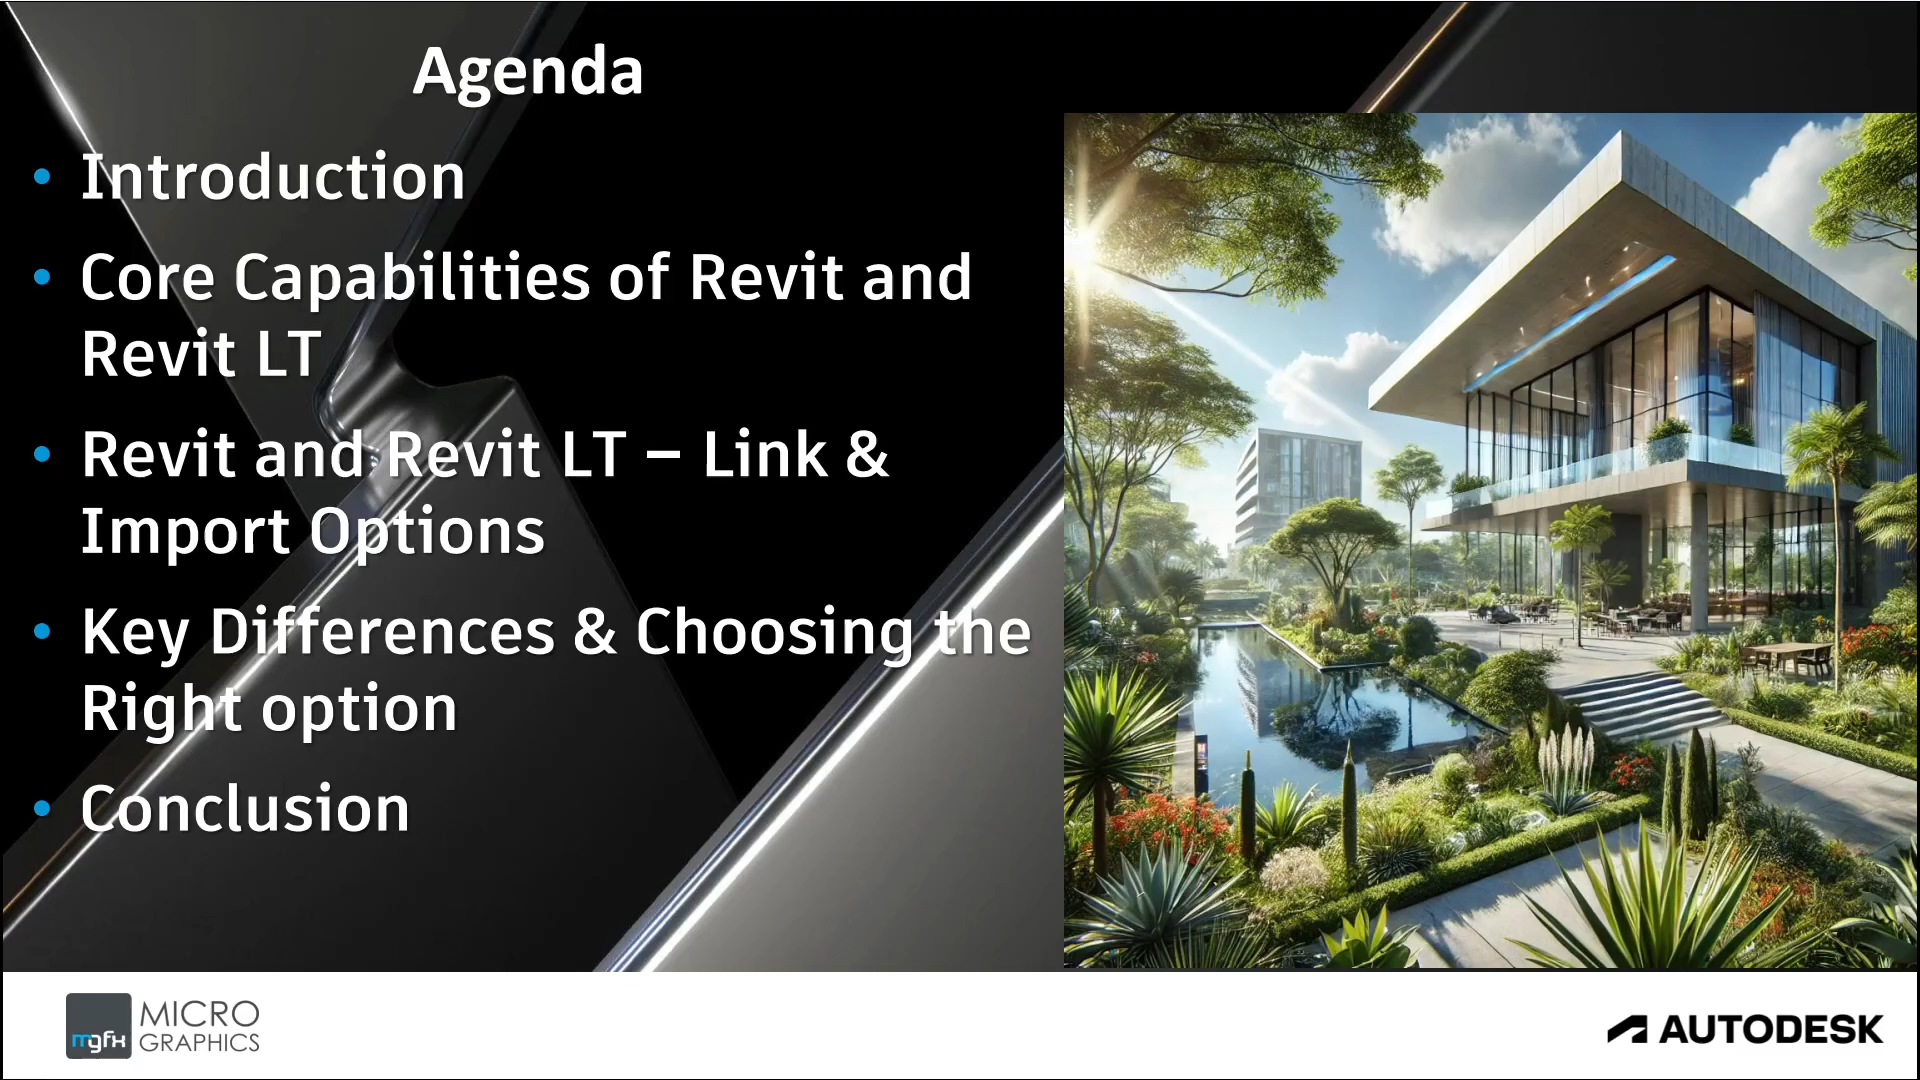 Agenda
• Introduction
• Core Capabilities of Revit and
Revit LT
• Revit and Revit LT – Link &
Import Options
• Key Differences & Choosing the
Right option
• Conclusion
mgfx
MICRO
GRAPHICS
AUTODESK